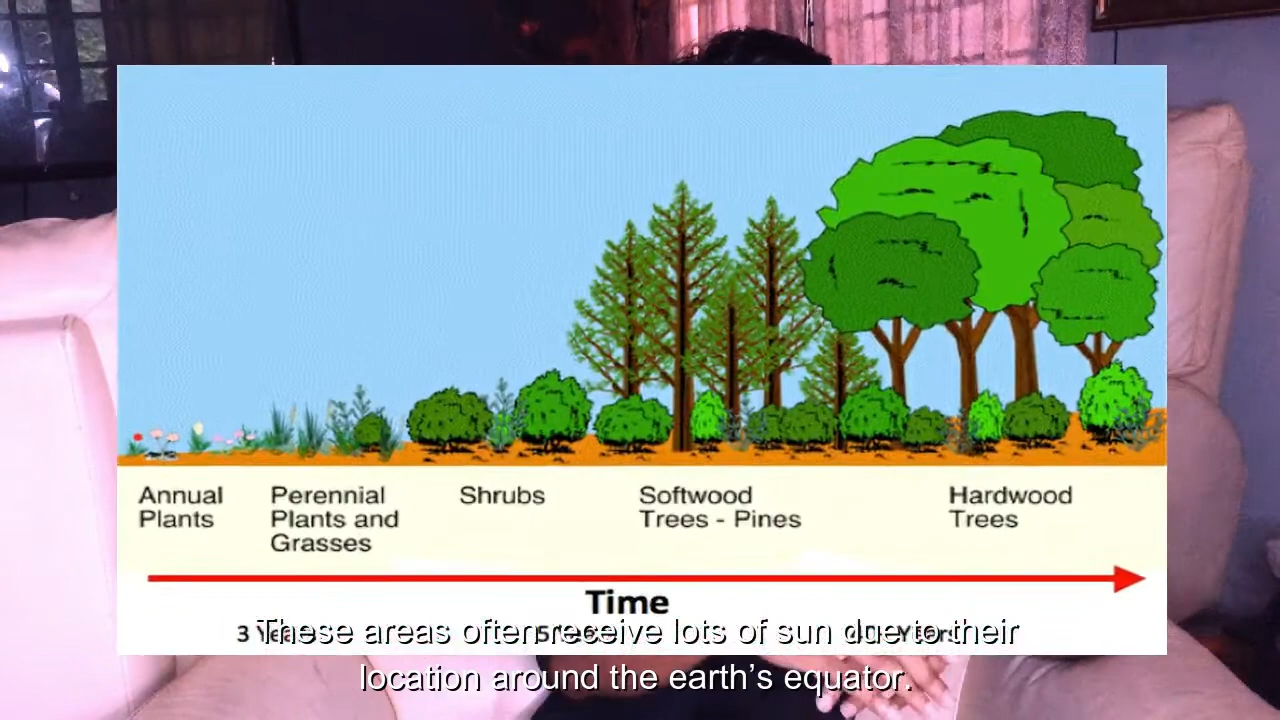 Annual
Plants
Perennial
Plants and
Grasses
Shrubs
Softwood
Trees - Pines
Hardwood
Trees
Time
3
These areas often receive lots of sun due to their
location around the earth's equator.